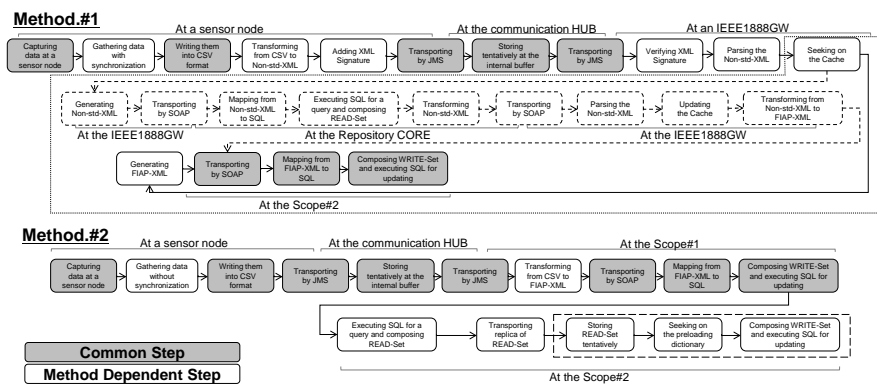 Method.#1
At a sensor node
At the communication HUB
At an IEEE1888GW
Capturing
data at a
sensor node
Gathering data
with
synchronization
Writing them
into CSV
format
Transforming
from CSV to
Non-std-XML
Adding XML
Signature
Transporting
by JMS
Storing
tentatively at the
internal buffer
Transporting
by JMS
Verifying XML
Signature
Parsing the
Non-std-XML
Seeking on
the Cache
Generating
Non-std-XML
Transporting
by SOAP
Mapping from
Non-std-XML
to SQL
Executing SQL for a
query and composing
READ-Set
Transforming
Non-std-XML
Transporting
by SOAP
Parsing the
Non-std-XML
Updating
the Cache
Transforming from
Non-std-XML to
FIAP-XML
At the IEEE1888GW
At the Repository CORE
At the IEEE1888GW
Generating
FIAP-XML
Transporting
by SOAP
Mapping from
FIAP-XML to
SQL
Composing WRITE-Set
and executing SQL for
updating
At the Scope#2
Method.#2
At a sensor node
At the communication HUB
At the Scope#1
Capturing
data at a
sensor node
Gathering data
without
synchronization
Writing them
into CSV
format
Transporting
by JMS
Storing
tentatively at the
internal buffer
Transporting
by JMS
Transforming
from CSV to
FIAP-XML
Transporting
by SOAP
Mapping from
FIAP-XML to
SQL
Composing WRITE-Set
and executing SQL for
updating
Executing SQL for a
query and composing
READ-Set
Transporting
replica of
READ-Set
Storing
READ-Set
tentatively
Seeking on
the preloading
dictionary
Composing WRITE-Set
and executing SQL for
updating
At the Scope#2
Common Step
Method Dependent Step